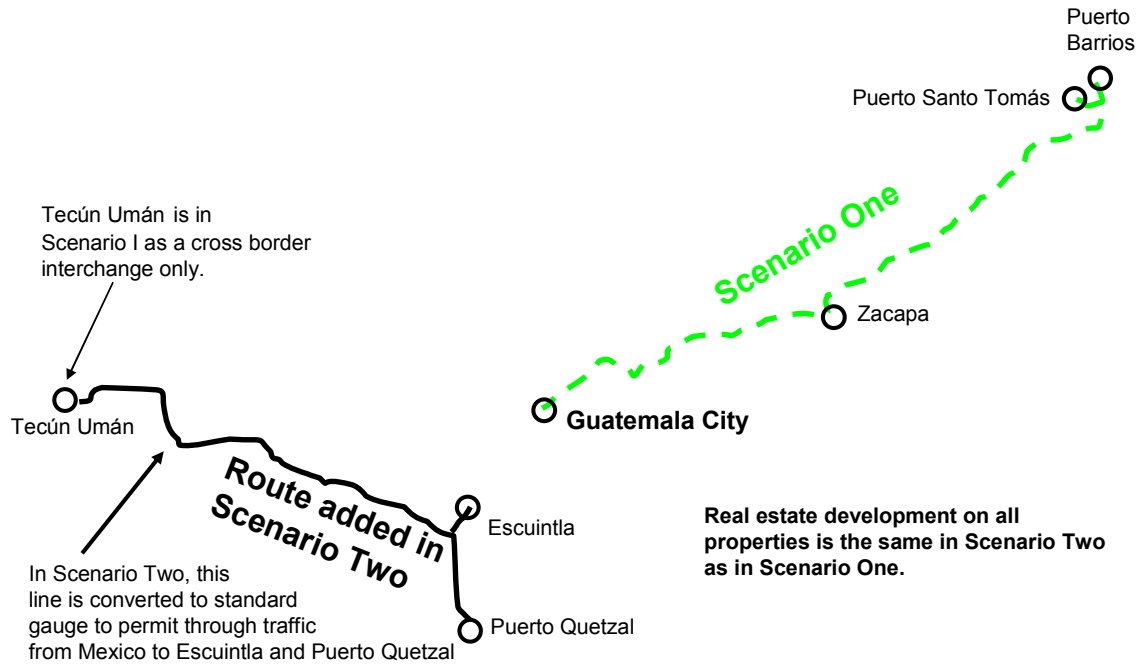 Puerto
Barrios
Puerto Santo Tomás
Scenario One
Tecún Umán is in
Scenario I as a cross border
interchange only.
Zacapa
Tecún Umán
Guatemala City
Route added in
Scenario Two
Escuintla
Real estate development on all
properties is the same in Scenario Two
as in Scenario One.
In Scenario Two, this
line is converted to standard
gauge to permit through traffic
from Mexico to Escuintla and Puerto Quetzal
Puerto Quetzal